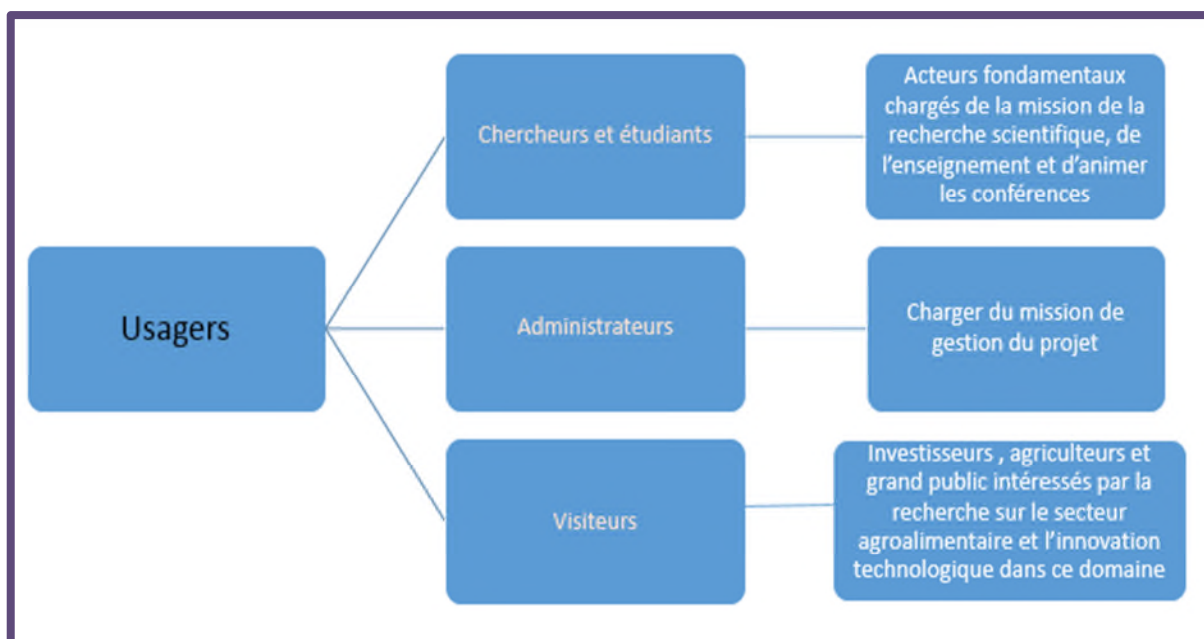 Usagers
Chercheurs et étudiants
Acteurs fondamentaux
chargés de la mission de la
recherche scientifique, de
l'enseignement et d'animer
les conférences
Administrateurs
Charger du mission de
gestion du projet
Visiteurs
Investisseurs , agriculteurs et
grand public intéressés par la
recherche sur le secteur
agroalimentaire et l'innovation
technologique dans ce domaine